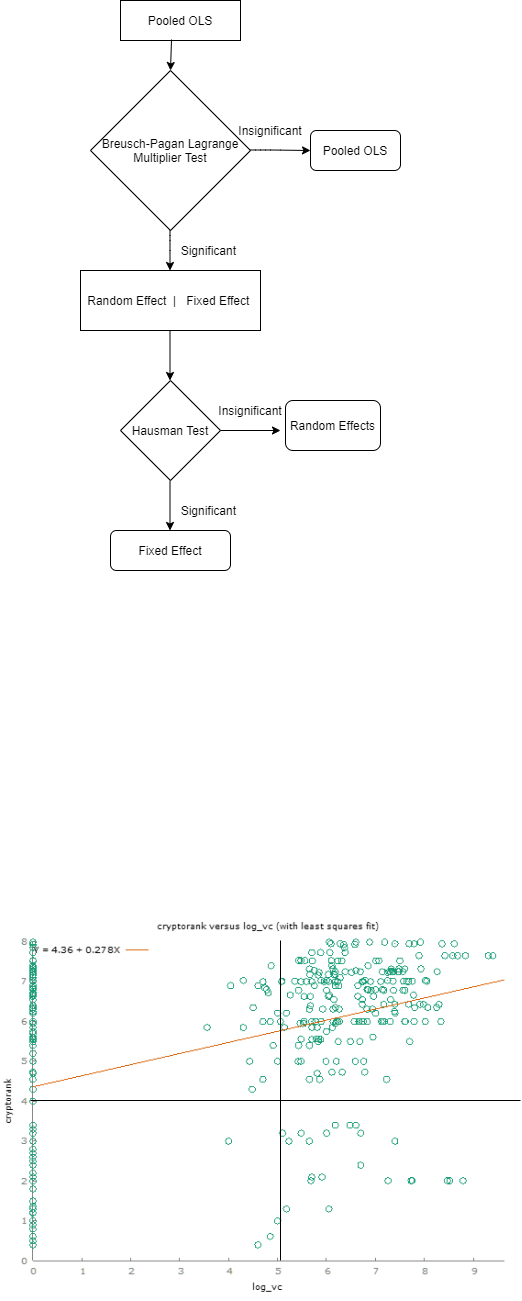 Pooled OLS
Insignificant
Breusch-Pagan Lagrange
Multiplier Test
Pooled OLS
Significant
Random Effect | Fixed Effect
Insignificant
Hausman Test
Random Effects
Significant
Fixed Effect
cryptorank versus log_vc (with least squares fit)
Y = 4.36 + 0.278X
cryptorank
8
7
6
5
4
3
2
1
0
0 1 2 3 4 5 6 7 8 9
log_vc